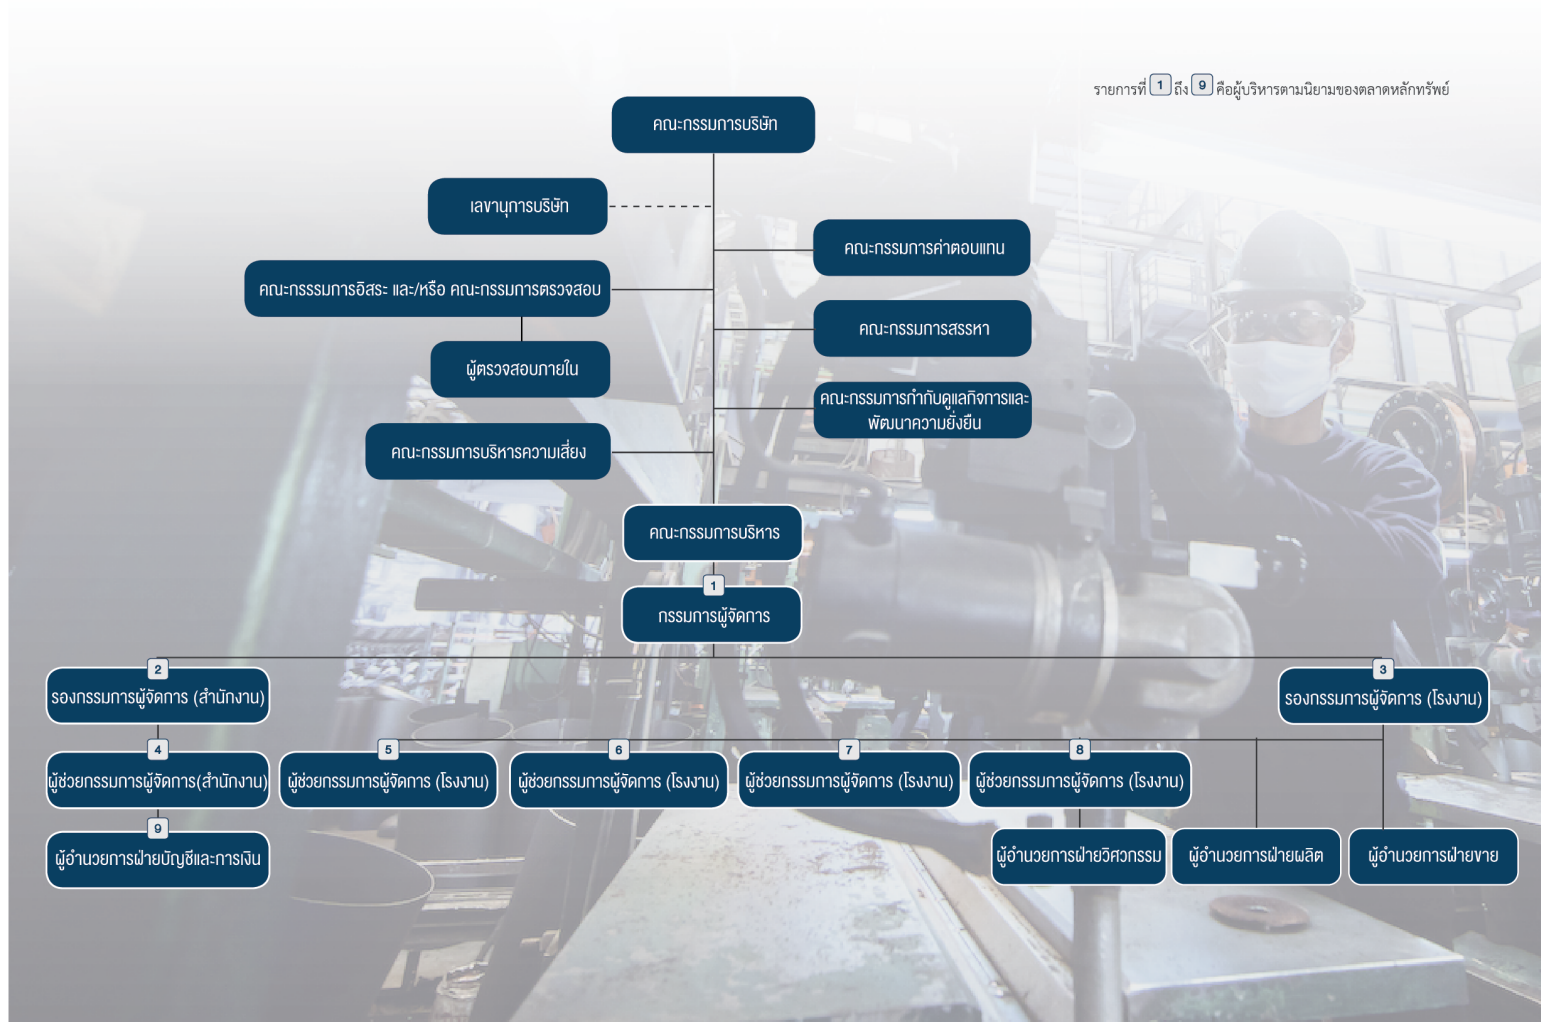 รายการที่ 1 ถึง 9 คือผู้บริหารตามนิยามของตลาดหลักทรัพย์
คณะกรรมการบริษัท
เลขานุการบริษัท
คณะกรรมการค่าตอบแทน
คณะกรรรมการอิสระ และ/หรือ คณะกรรมการตรวจสอบ
คณะกรรมการสรรหา
ผู้ตรวจสอบภายใน
คณะกรรมการกำกับดูแลกิจการและ
พัฒนาความยั่งยืน
คณะกรรมการบริหารความเสี่ยง
คณะกรรมการบริหาร
1
กรรมการผู้จัดการ
2
รองกรรมการผู้จัดการ (สำนักงาน)
3
รองกรรมการผู้จัดการ (โรงงาน)
4
ผู้ช่วยกรรมการผู้จัดการ(สำนักงาน)
5
ผู้ช่วยกรรมการผู้จัดการ (โรงงาน)
6
ผู้ช่วยกรรมการผู้จัดการ (โรงงาน)
7
ผู้ช่วยกรรมการผู้จัดการ (โรงงาน)
8
ผู้ช่วยกรรมการผู้จัดการ (โรงงาน)
9
ผู้อำนวยการฝ่ายบัญชีและการเงิน
ผู้อำนวยการฝ่ายวิศวกรรม
ผู้อำนวยการฝ่ายผลิต
ผู้อำนวยการฝ่ายขาย